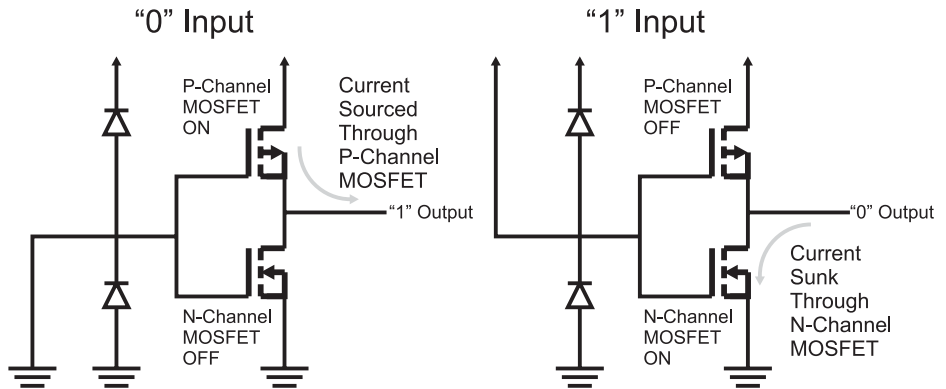 “0” Input
P-Channel
MOSFET
ON
Current
Sourced
Through
P-Channel
MOSFET
“1” Output
N-Channel
MOSFET
OFF
“1” Input
P-Channel
MOSFET
OFF
“0” Output
Current
Sunk
Through
N-Channel
MOSFET
N-Channel
MOSFET
ON